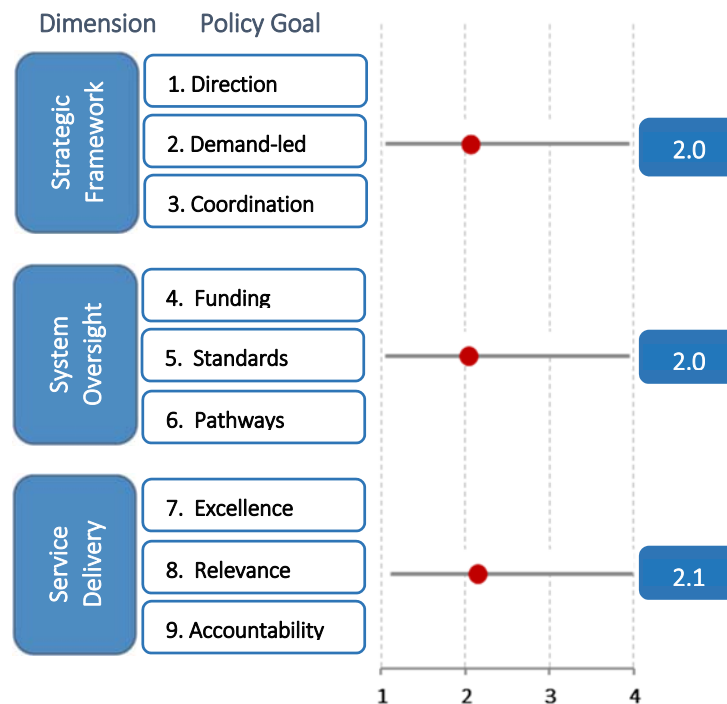 Dimension Policy Goal
Strategic
Framework
1. Direction
2. Demand-led
3. Coordination
2.0
System
Oversight
4. Funding
5. Standards
6. Pathways
2.0
Service
Delivery
7. Excellence
8. Relevance
9. Accountability
2.1
1 2 3 4